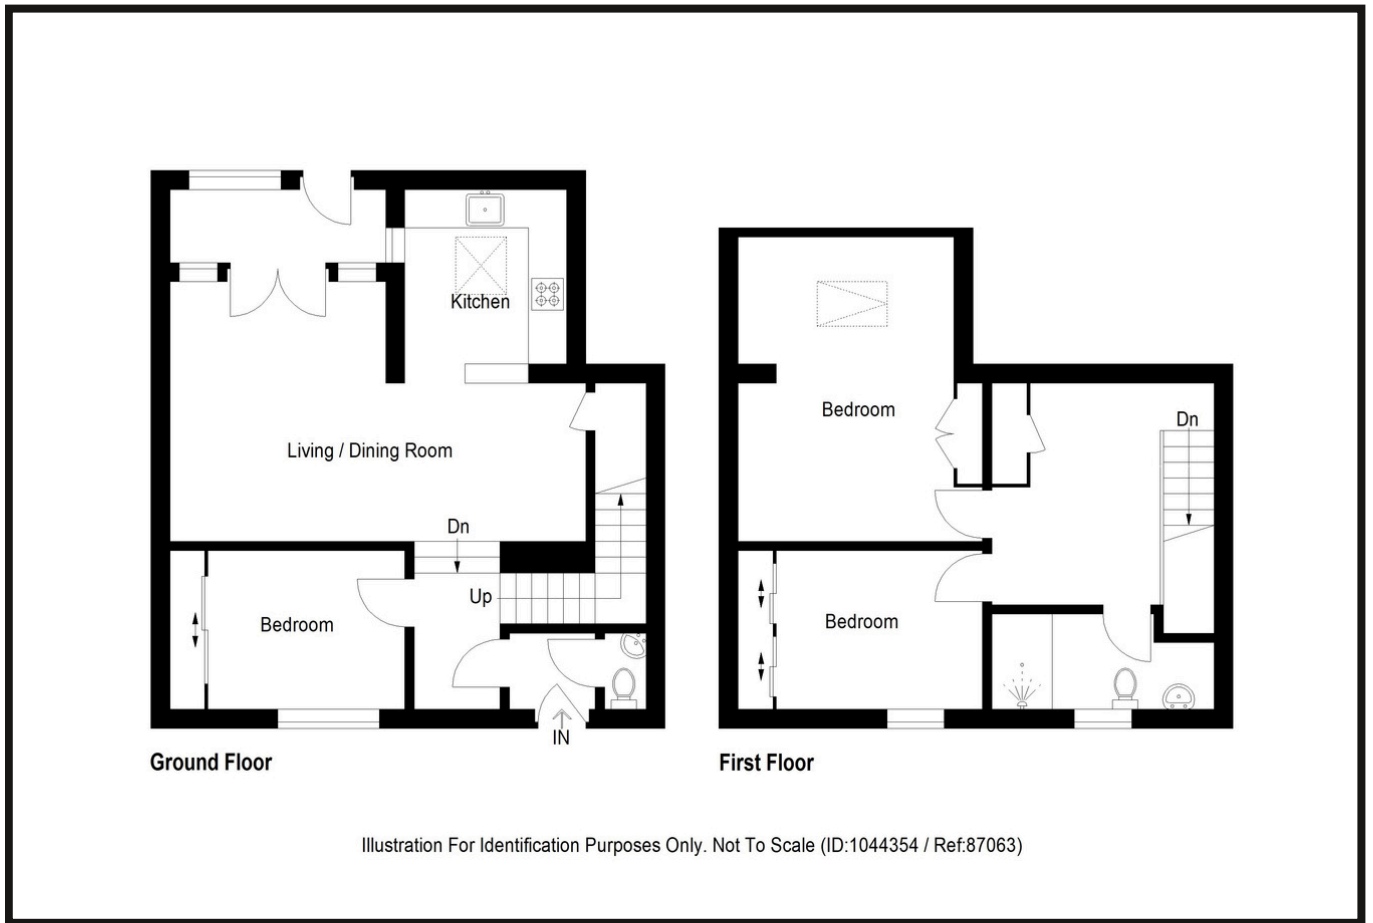 Kitchen
Living / Dining Room
Dn
Up
Bedroom
IN
Ground Floor
Bedroom
Dn
Bedroom
First Floor
Illustration For Identification Purposes Only. Not To Scale (ID:1044354 / Ref:87063)